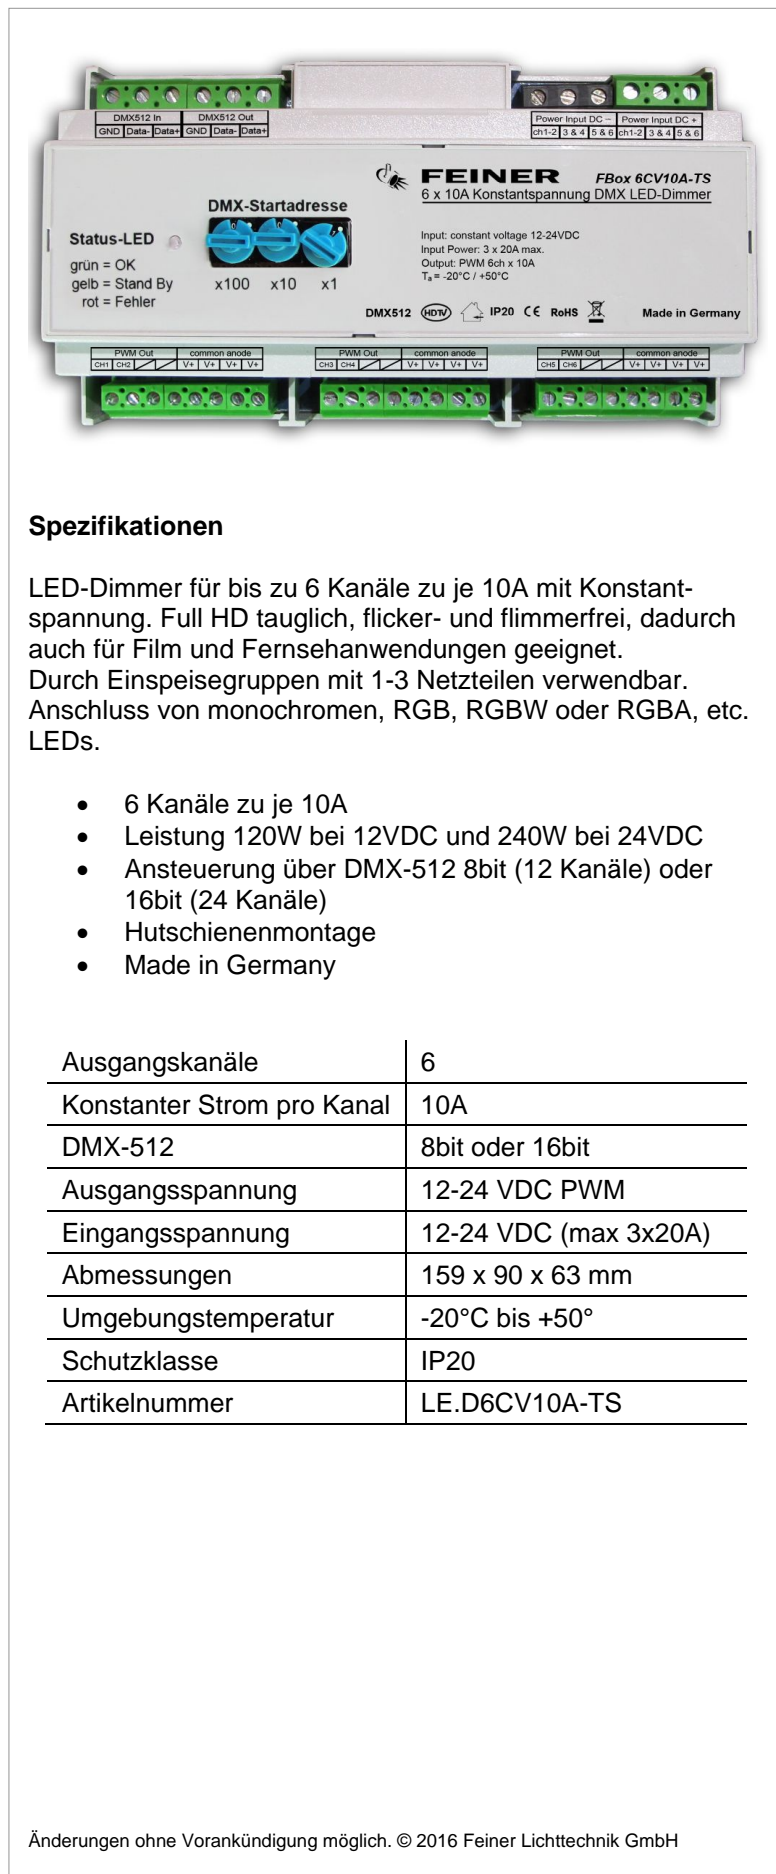 DMX512 In DMX512 Out
GND Data- Data+ GND Data- Data+
Power Input DC – Power Input DC +
ch1-2 3 & 4 5 & 6 ch1-2 3 & 4 5 & 6
FEINER FBox 6CV10A-TS
6 x 10A Konstantspannung DMX LED-Dimmer
DMX-Startadresse
Status-LED
grün = OK
gelb = Stand By
rot = Fehler
x100 x10 x1
Input: constant voltage 12-24VDC
Input Power: 3 x 20A max.
Output: PWM 6ch x 10A
Ta = -20°C / +50°C
DMX512 HDTV IP20 CE RoHS Made in Germany
PWM Out common anode PWM Out common anode PWM Out common anode
CH1 CH2 V+ V+ V+ V+ CH3 CH4 V+ V+ V+ V+ CH5 CH6 V+ V+ V+ V+
Spezifikationen
LED-Dimmer für bis zu 6 Kanäle zu je 10A mit Konstant-
spannung. Full HD tauglich, flicker- und flimmerfrei, dadurch
auch für Film und Fernsehanwendungen geeignet.
Durch Einspeisegruppen mit 1-3 Netzteilen verwendbar.
Anschluss von monochromen, RGB, RGBW oder RGBA, etc.
LEDs.
• 6 Kanäle zu je 10A
• Leistung 120W bei 12VDC und 240W bei 24VDC
• Ansteuerung über DMX-512 8bit (12 Kanäle) oder
16bit (24 Kanäle)
• Hutschienenmontage
• Made in Germany
Ausgangskanäle 6
Konstanter Strom pro Kanal 10A
DMX-512 8bit oder 16bit
Ausgangsspannung 12-24 VDC PWM
Eingangsspannung 12-24 VDC (max 3x20A)
Abmessungen 159 x 90 x 63 mm
Umgebungstemperatur -20°C bis +50°
Schutzklasse IP20
Artikelnummer LE.D6CV10A-TS
Änderungen ohne Vorankündigung möglich. © 2016 Feiner Lichttechnik GmbH